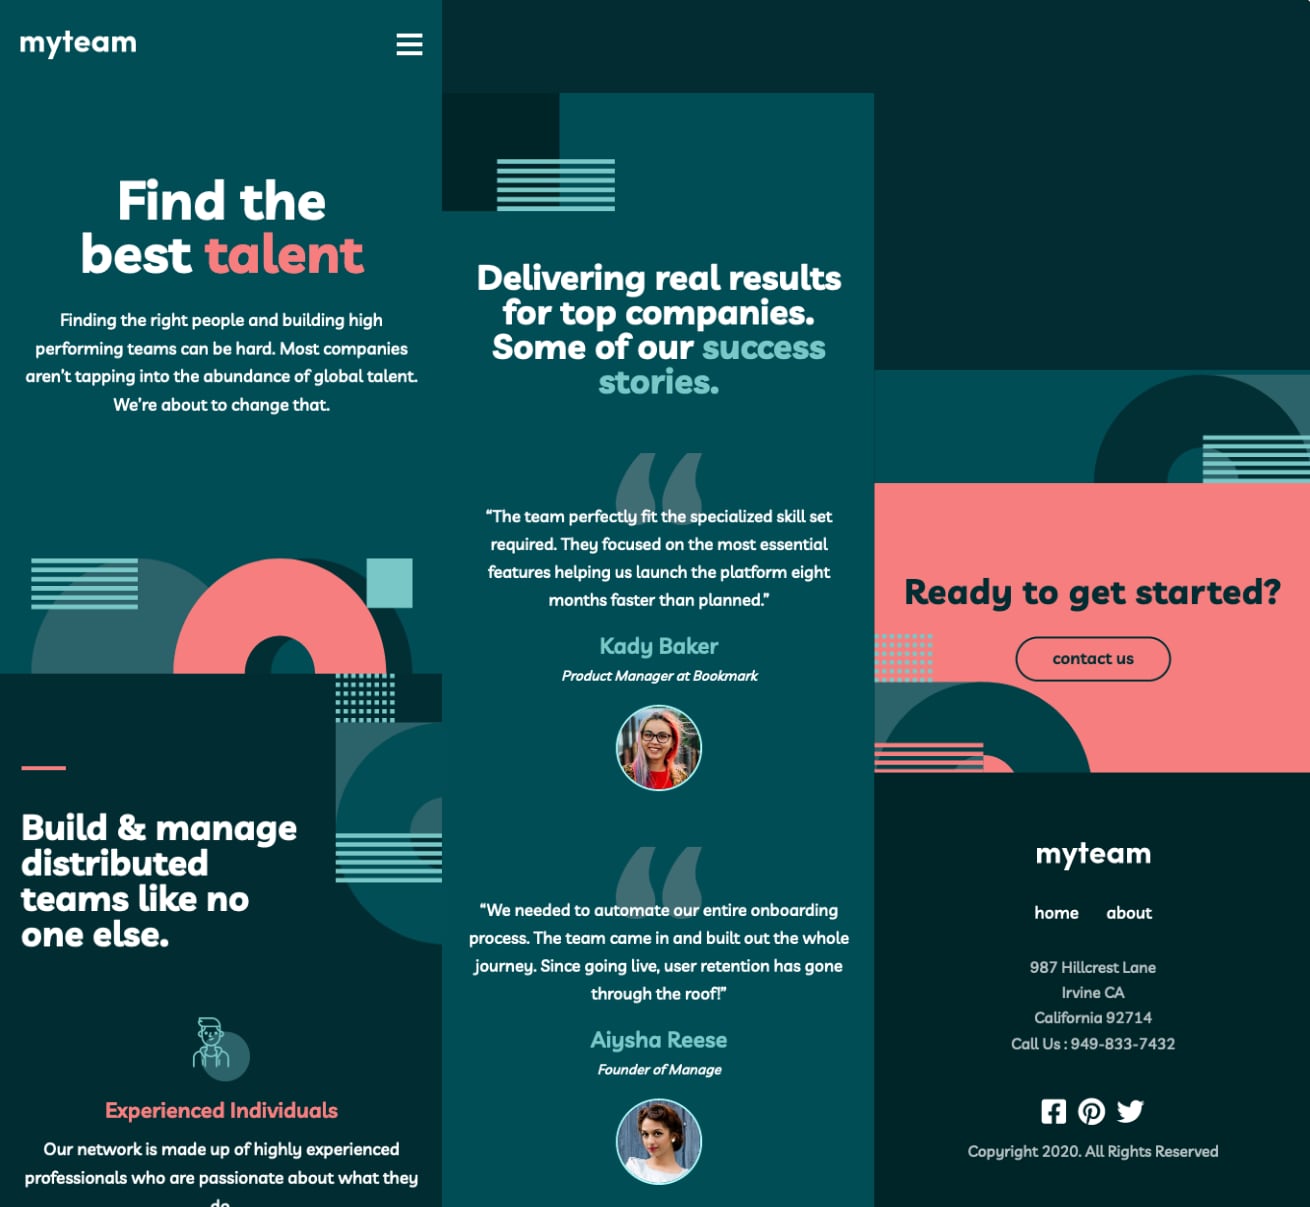 myteam
Find the
best talent
Finding the right people and building high
performing teams can be hard. Most companies
aren’t tapping into the abundance of global talent.
We’re about to change that.
Build & manage
distributed
teams like no
one else.
Experienced Individuals
Our network is made up of highly experienced
professionals who are passionate about what they
do.
Delivering real results
for top companies.
Some of our success
stories.
“The team perfectly fit the specialized skill set
required. They focused on the most essential
features helping us launch the platform eight
months faster than planned.”
Kady Baker
Product Manager at Bookmark
“We needed to automate our entire onboarding
process. The team came in and built out the whole
journey. Since going live, user retention has gone
through the roof!”
Aiysha Reese
Founder of Manage
Ready to get started?
contact us
myteam
home about
987 Hillcrest Lane
Irvine CA
California 92714
Call Us : 949-833-7432
Copyright 2020. All Rights Reserved